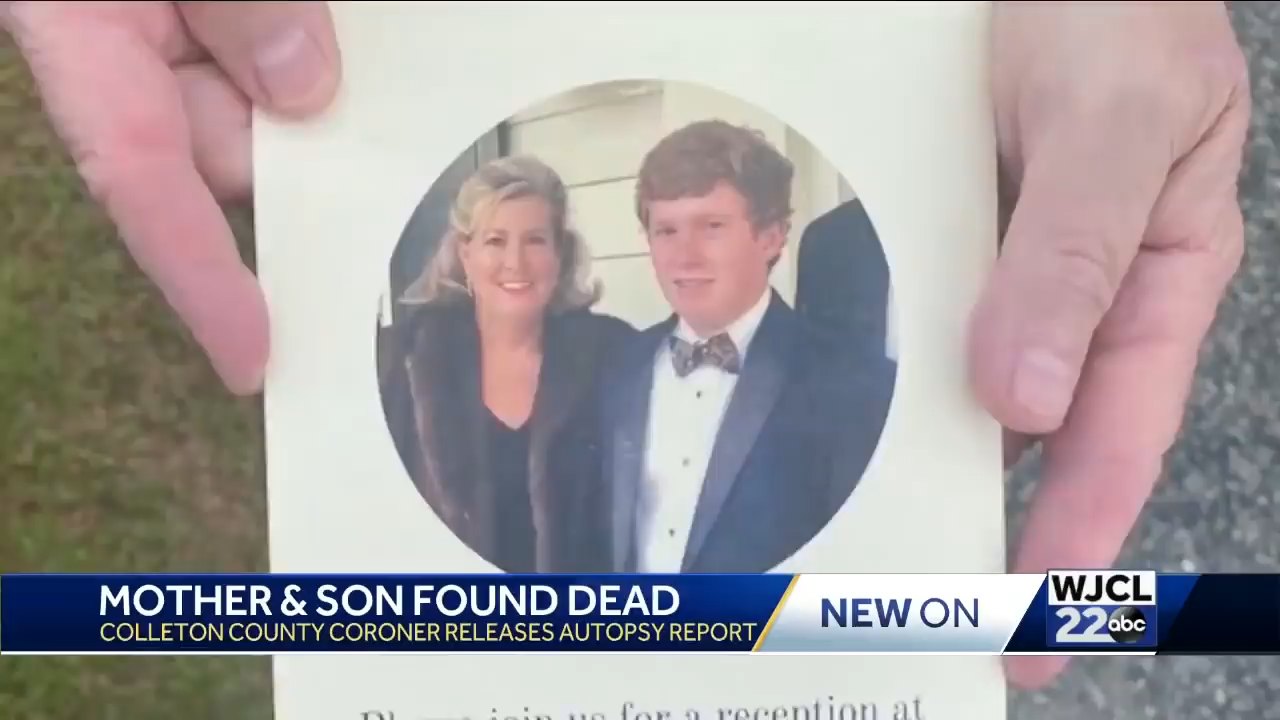 MOTHER & SON FOUND DEAD
COLLETON COUNTY CORONER RELEASES AUTOPSY REPORT
NEW ON
WJCL
22 abc
Please join us for a reception at